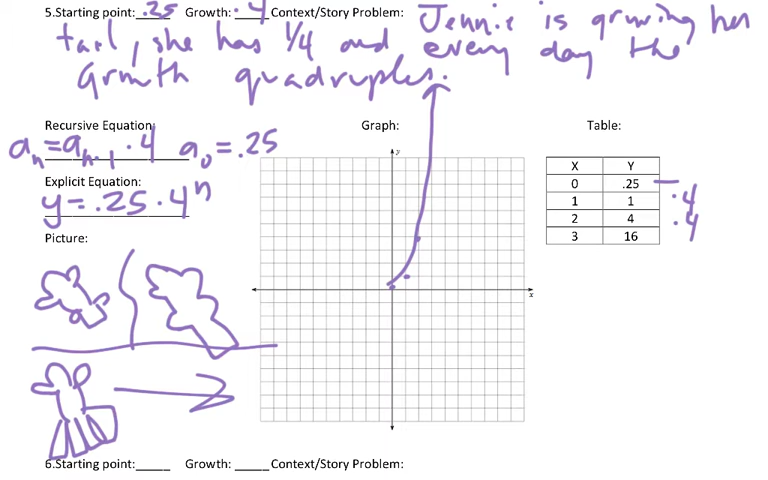 5.Starting point: .25 Growth: ·4 Context/Story Problem: Jennie is growing her
tail, she has 1/4 and every day the
Growth quadruples.
Recursive Equation: Graph: Table:
aₙ=aₙ₋₁·4 a₀=.25
Explicit Equation:
y=.25·4ⁿ
Picture:
y
x
X Y
0 .25
1 1 ·4
2 4 ·4
3 16
6.Starting point:_____ Growth: _____ Context/Story Problem: